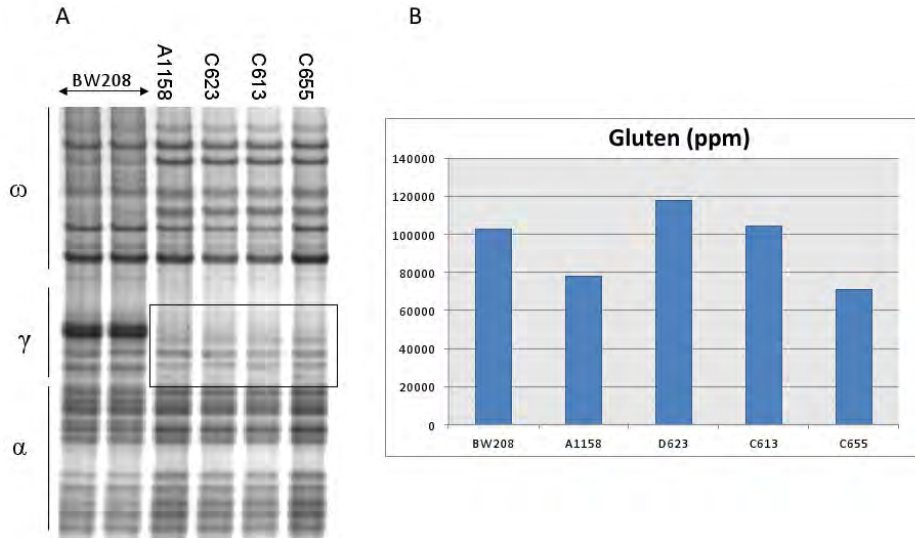 A
BW208
A1158
C623
C613
C655
ω
γ
α
B
Gluten (ppm)
140000
120000
100000
80000
60000
40000
20000
0
BW208 A1158 D623 C613 C655